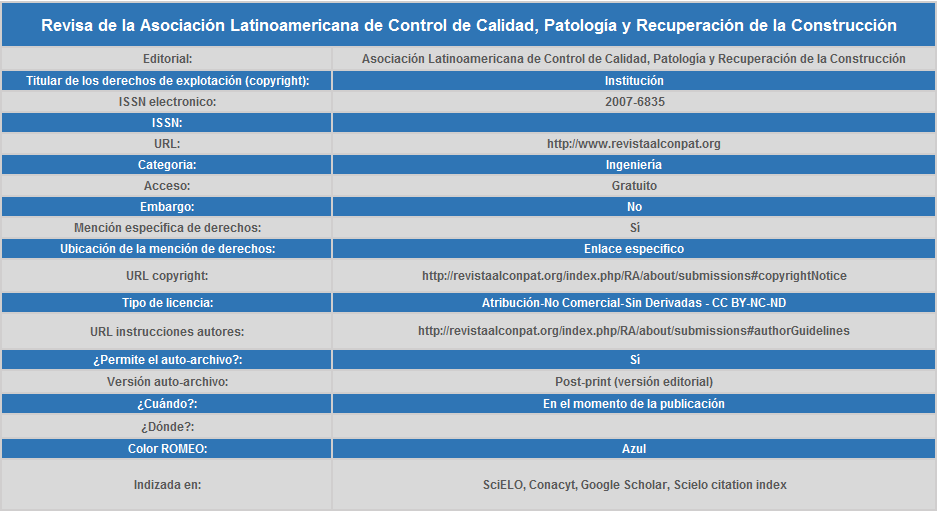 Revisa de la Asociación Latinoamericana de Control de Calidad, Patología y Recuperación de la Construcción
Editorial: Asociación Latinoamericana de Control de Calidad, Patología y Recuperación de la Construcción
Titular de los derechos de explotación (copyright): Institución
ISSN electronico: 2007-6835
ISSN:
URL: http://www.revistaalconpat.org
Categoria: Ingeniería
Acceso: Gratuito
Embargo: No
Mención específica de derechos: Sí
Ubicación de la mención de derechos: Enlace especifico
URL copyright: http://revistaalconpat.org/index.php/RA/about/submissions#copyrightNotice
Tipo de licencia: Atribución-No Comercial-Sin Derivadas - CC BY-NC-ND
URL instrucciones autores: http://revistaalconpat.org/index.php/RA/about/submissions#authorGuidelines
¿Permite el auto-archivo?: Sí
Versión auto-archivo: Post-print (versión editorial)
¿Cuándo?: En el momento de la publicación
¿Dónde?:
Color ROMEO: Azul
Indizada en: SciELO, Conacyt, Google Scholar, Scielo citation index